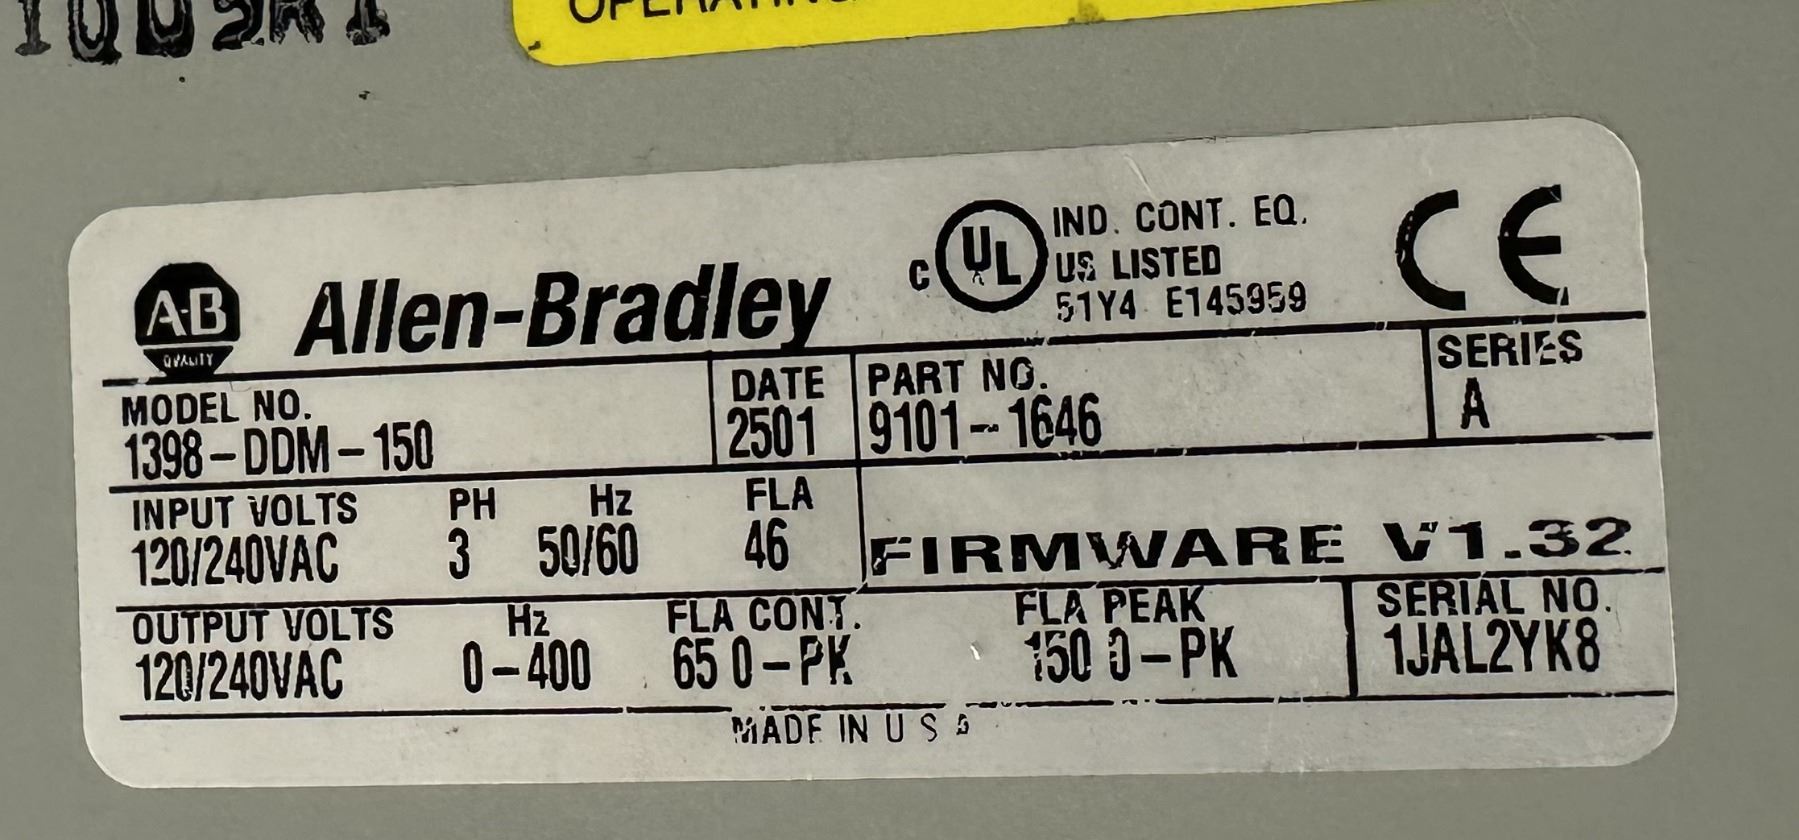 OPERATING
A-B
QUALITY
Allen-Bradley
C UL
IND. CONT. EQ.
US LISTED
51Y4 E145959
CE
MODEL NO.
1398-DDM-150
DATE
2501
PART NO.
9101-1646
SERIES
A
INPUT VOLTS PH Hz FLA
120/240VAC 3 50/60 46
FIRMWARE V1.32
OUTPUT VOLTS Hz FLA CONT. FLA PEAK
120/240VAC 0-400 65 0-PK 150 0-PK
SERIAL NO.
1JAL2YK8
MADE IN U S A